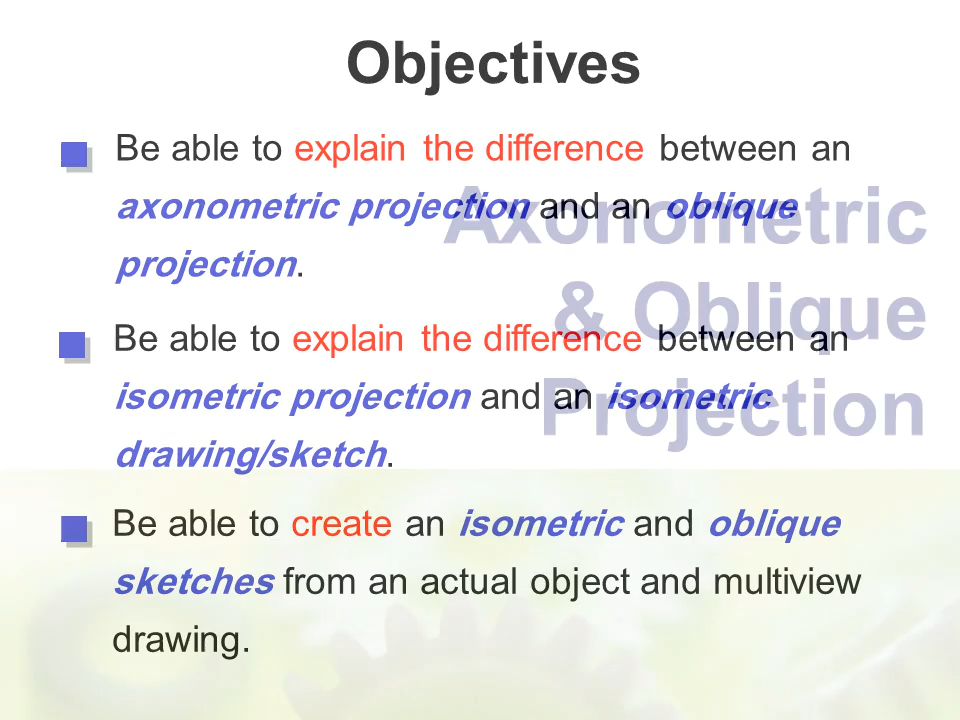 Objectives
Be able to explain the difference between an
axonometric projection and an oblique
projection.
Be able to explain the difference between an
isometric projection and an isometric
drawing/sketch.
Be able to create an isometric and oblique
sketches from an actual object and multiview
drawing.
Axonometric
& Oblique
Projection